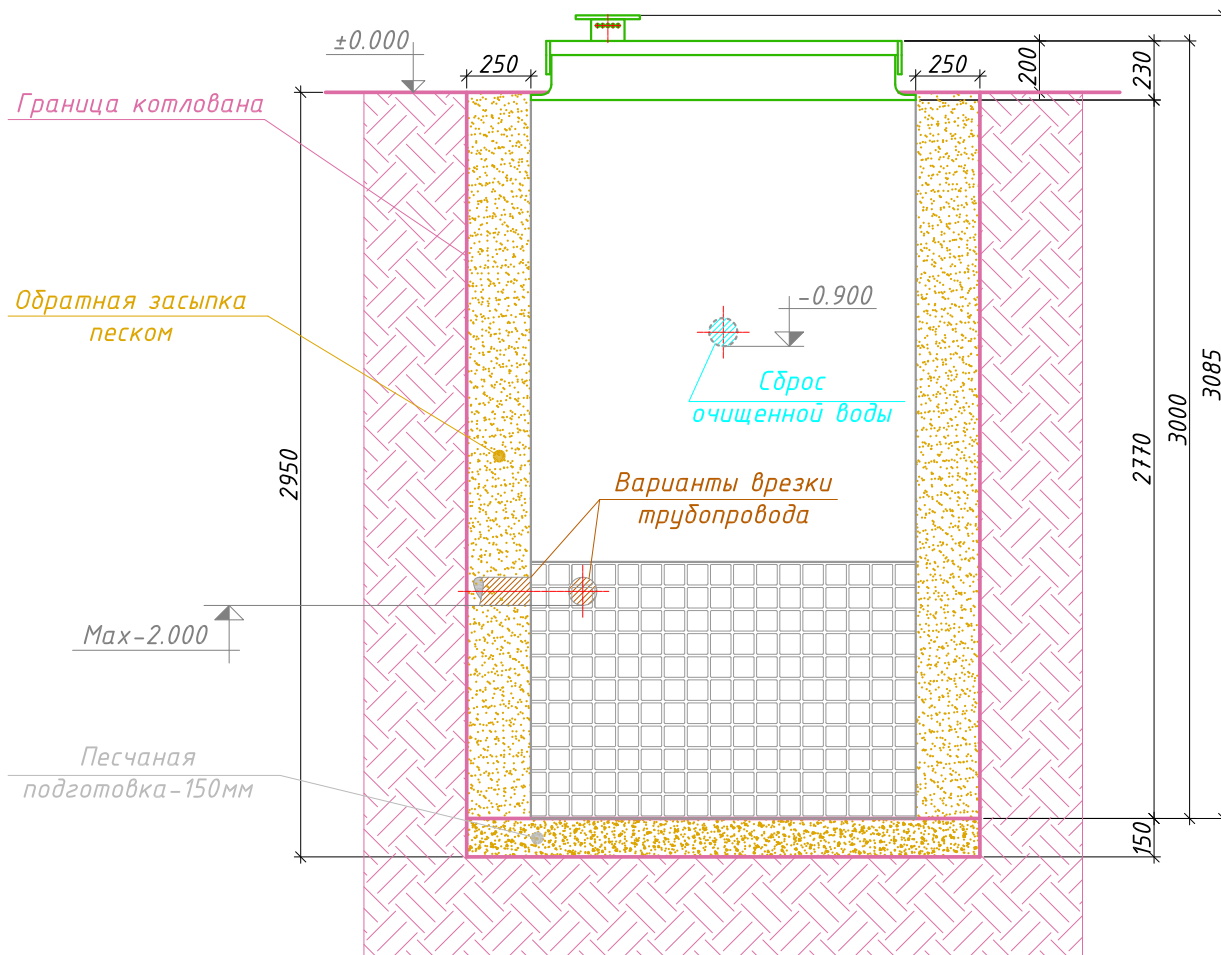 ±0.000
250
250
200
230
Граница котлована
Обратная засыпка
песком
-0.900
Сброс
очищенной воды
3085
3000
2950
2770
Варианты врезки
трубопровода
Max-2.000
Песчаная
подготовка-150мм
150